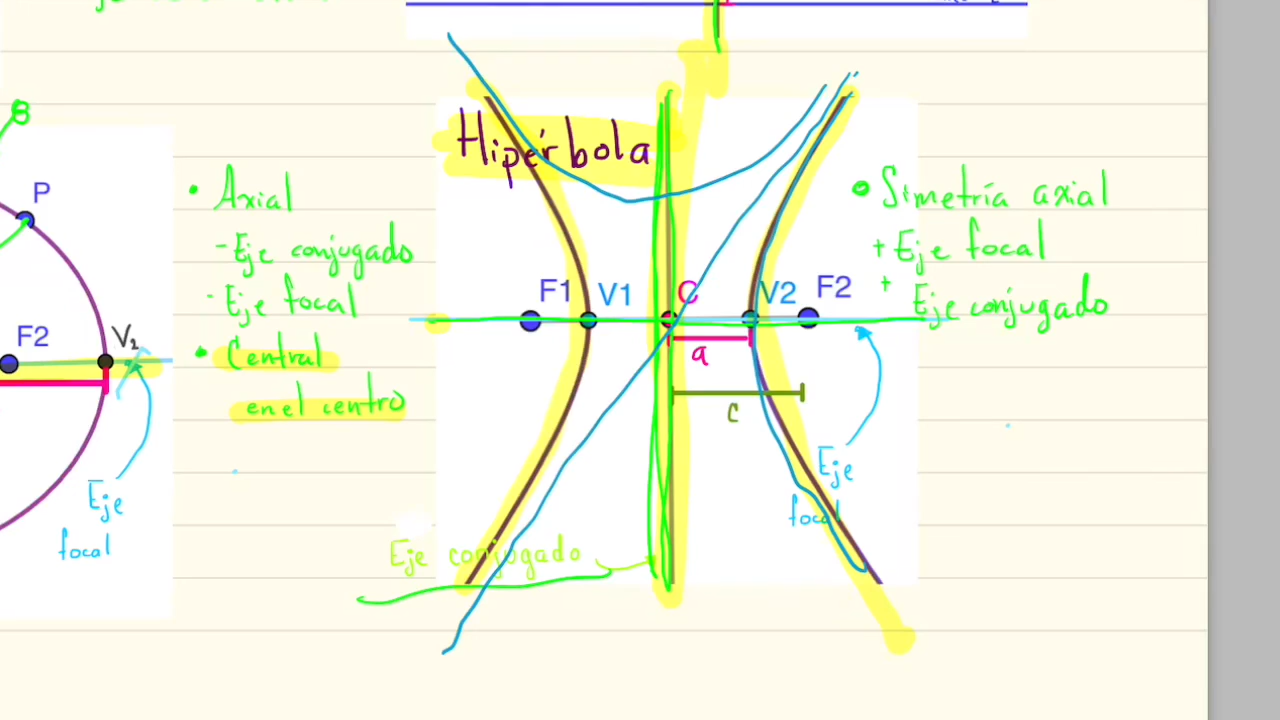 Hipérbola
B
P
• Axial
- Eje conjugado
- Eje focal
• Central
en el centro
F2
V₂
Eje
focal
• Simetría axial
+ Eje focal
+ Eje conjugado
F1 V1 C V2 F2
a
c
Eje
focal
Eje conjugado